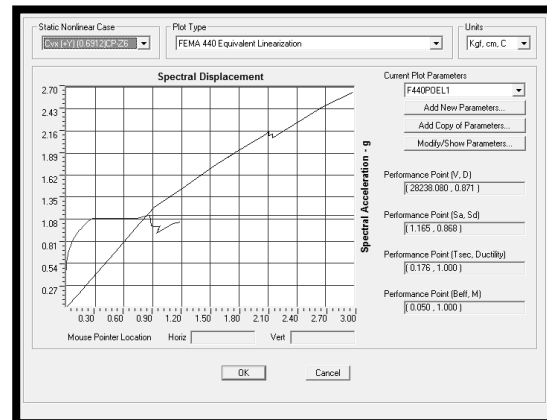 Static Nonlinear Case
Plot Type
Units
Cvx (+Y) (0.6912)CP-Z6
FEMA 440 Equivalent Linearization
Kgf, cm, C
Spectral Displacement
Current Plot Parameters
F440POEL1
Add New Parameters...
Add Copy of Parameters...
Modify/Show Parameters...
2.70
2.43
2.16
1.89
1.62
1.35
1.08
0.81
0.54
0.27
Spectral Acceleration - g
Performance Point (V, D)
( 28238.080 , 0.871 )
Performance Point (Sa, Sd)
( 1.165 , 0.868 )
Performance Point (Tsec, Ductility)
( 0.176 , 1.000 )
Performance Point (Beff, M)
( 0.050 , 1.000 )
0.30 0.60 0.90 1.20 1.50 1.80 2.10 2.40 2.70 3.00
Mouse Pointer Location Horiz Vert
OK Cancel